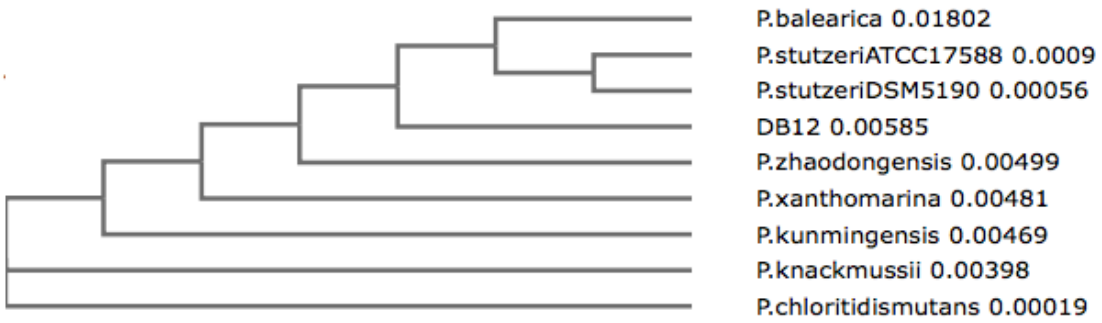 P.balearica 0.01802
P.stutzeriATCC17588 0.0009
P.stutzeriDSM5190 0.00056
DB12 0.00585
P.zhaodongensis 0.00499
P.xanthomarina 0.00481
P.kunmingensis 0.00469
P.knackmussii 0.00398
P.chloritidismutans 0.00019